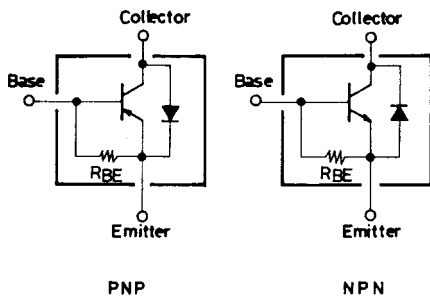 Collector
Base
RBE
Emitter
PNP
Collector
Base
RBE
Emitter
NPN